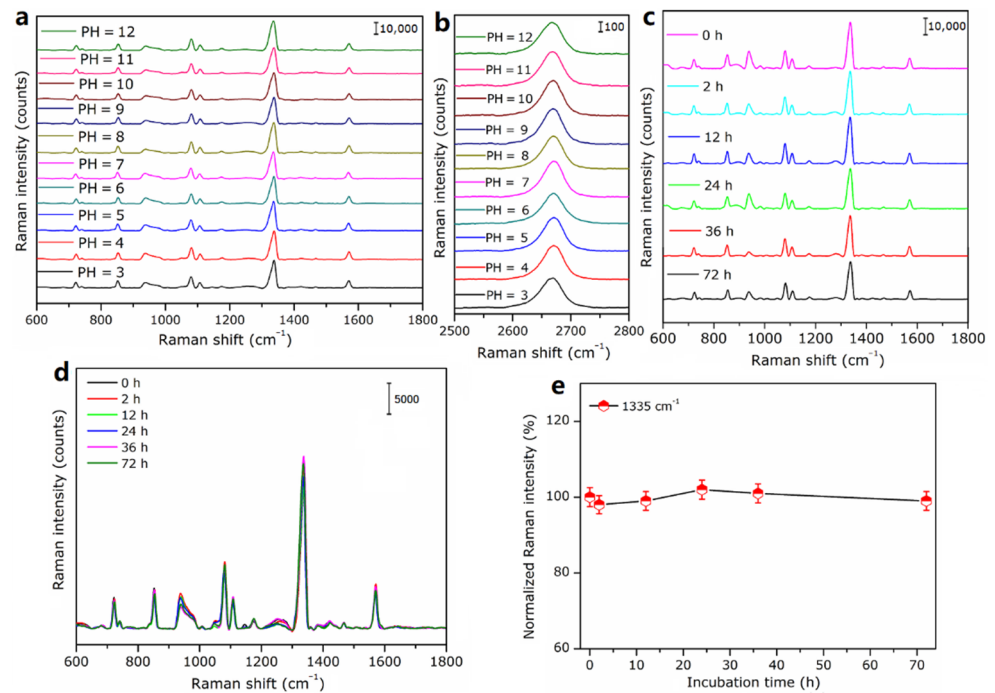 a
PH = 12
PH = 11
PH = 10
PH = 9
PH = 8
PH = 7
PH = 6
PH = 5
PH = 4
PH = 3
10,000
Raman intensity (counts)
600 800 1000 1200 1400 1600 1800
Raman shift (cm⁻¹)
b
PH = 12
PH = 11
PH = 10
PH = 9
PH = 8
PH = 7
PH = 6
PH = 5
PH = 4
PH = 3
100
Raman intensity (counts)
2500 2600 2700 2800
Raman shift (cm⁻¹)
c
0 h
2 h
12 h
24 h
36 h
72 h
10,000
Raman intensity (counts)
600 800 1000 1200 1400 1600 1800
Raman shift (cm⁻¹)
d
0 h
2 h
12 h
24 h
36 h
72 h
5000
Raman intensity (counts)
600 800 1000 1200 1400 1600 1800
Raman shift (cm⁻¹)
e
1335 cm⁻¹
Normalized Raman intensity (%)
120
100
80
60
0 10 20 30 40 50 60 70
Incubation time (h)